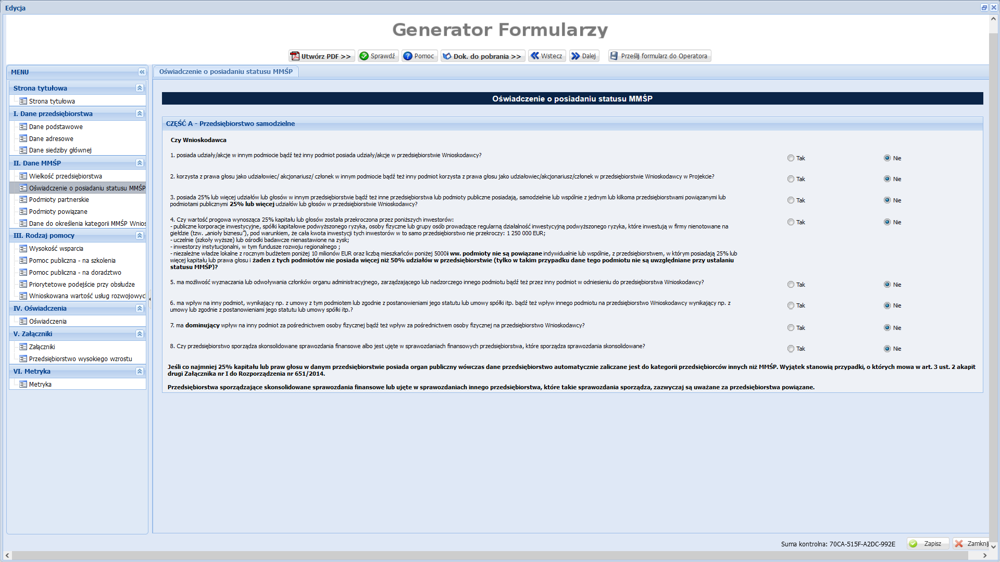 Edycja
Generator Formularzy
Utwórz PDF >>
Sprawdź
Pomoc
Dok. do pobrania >>
Wstecz
Dalej
Prześlij formularz do Operatora
MENU
Strona tytułowa
Strona tytułowa
I. Dane przedsiębiorstwa
Dane podstawowe
Dane adresowe
Dane siedziby głównej
II. Dane MMŚP
Wielkość przedsiębiorstwa
Oświadczenie o posiadaniu statusu MMŚP
Podmioty partnerskie
Podmioty powiązane
Dane do określenia kategorii MMŚP Wnios
III. Rodzaj pomocy
Wysokość wsparcia
Pomoc publiczna - na szkolenia
Pomoc publiczna - na doradztwo
Priorytetowe podejście przy obsłudze
Wnioskowana wartość usług rozwojowyc
IV. Oświadczenia
Oświadczenia
V. Załączniki
Załączniki
Przedsiębiorstwo wysokiego wzrostu
VI. Metryka
Metryka
Oświadczenie o posiadaniu statusu MMŚP
Oświadczenie o posiadaniu statusu MMŚP
CZĘŚĆ A - Przedsiębiorstwo samodzielne
Czy Wnioskodawca
1. posiada udziały/akcje w innym podmiocie bądź też inny podmiot posiada udziały/akcje w przedsiębiorstwie Wnioskodawcy?
Tak Nie
2. korzysta z prawa głosu jako udziałowiec/ akcjonariusz/ członek w innym podmiocie bądź też inny podmiot korzysta z prawa głosu jako udziałowiec/akcjonariusz/członek w przedsiębiorstwie Wnioskodawcy w Projekcie?
Tak Nie
3. posiada 25% lub więcej udziałów lub głosów w innym przedsiębiorstwie bądź też inne przedsiębiorstwa lub podmioty publiczne posiadają, samodzielnie lub wspólnie z jednym lub kilkoma przedsiębiorstwami powiązanymi lub
podmiotami publicznymi 25% lub więcej udziałów lub głosów w przedsiębiorstwie Wnioskodawcy?
Tak Nie
4. Czy wartość progowa wynosząca 25% kapitału lub głosów została przekroczona przez poniższych inwestorów:
- publiczne korporacje inwestycyjne, spółki kapitałowe podwyższonego ryzyka, osoby fizyczne lub grupy osób prowadzące regularną działalność inwestycyjną podwyższonego ryzyka, które inwestują w firmy nienotowane na
giełdzie (tzw. „anioły biznesu”), pod warunkiem, że cała kwota inwestycji tych inwestorów w to samo przedsiębiorstwo nie przekroczy: 1 250 000 EUR;
- uczelnie (szkoły wyższe) lub ośrodki badawcze nienastawione na zysk;
- inwestorzy instytucjonalni, w tym fundusze rozwoju regionalnego ;
- niezależne władze lokalne z rocznym budżetem poniżej 10 milionów EUR oraz liczbą mieszkańców poniżej 5000i ww. podmioty nie są powiązane indywidualnie lub wspólnie, z przedsiębiorstwem, w którym posiadają 25% lub
więcej kapitału lub prawa głosu i żaden z tych podmiotów nie posiada więcej niż 50% udziałów w przedsiębiorstwie (tylko w takim przypadku dane tego podmiotu nie są uwzględniane przy ustalaniu
statusu MMŚP)?
Tak Nie
5. ma możliwość wyznaczania lub odwoływania członków organu administracyjnego, zarządzającego lub nadzorczego innego podmiotu bądź też przez inny podmiot w odniesieniu do przedsiębiorstwa Wnioskodawcy?
Tak Nie
6. ma wpływ na inny podmiot, wynikający np. z umowy z tym podmiotem lub zgodnie z postanowieniami jego statutu lub umowy spółki itp. bądź też wpływ innego podmiotu na przedsiębiorstwo Wnioskodawcy wynikający np. z
umowy lub zgodnie z postanowieniami jego statutu lub umowy spółki itp.?
Tak Nie
7. ma dominujący wpływ na inny podmiot za pośrednictwem osoby fizycznej bądź też wpływ za pośrednictwem osoby fizycznej na przedsiębiorstwo Wnioskodawcy?
Tak Nie
8. Czy przedsiębiorstwo sporządza skonsolidowane sprawozdania finansowe albo jest ujęte w sprawozdaniach finansowych przedsiębiorstwa, które sporządza sprawozdania skonsolidowane?
Tak Nie
Jeśli co najmniej 25% kapitału lub praw głosu w danym przedsiębiorstwie posiada organ publiczny wówczas dane przedsiębiorstwo automatycznie zaliczane jest do kategorii przedsiębiorców innych niż MMŚP. Wyjątek stanowią przypadki, o których mowa w art. 3 ust. 2 akapit
drugi Załącznika nr I do Rozporządzenia nr 651/2014.
Przedsiębiorstwa sporządzające skonsolidowane sprawozdania finansowe lub ujęte w sprawozdaniach innego przedsiębiorstwa, które takie sprawozdania sporządza, zazwyczaj są uważane za przedsiębiorstwa powiązane.
Suma kontrolna: 70CA-515F-A2DC-992E
Zapisz
Zamknij